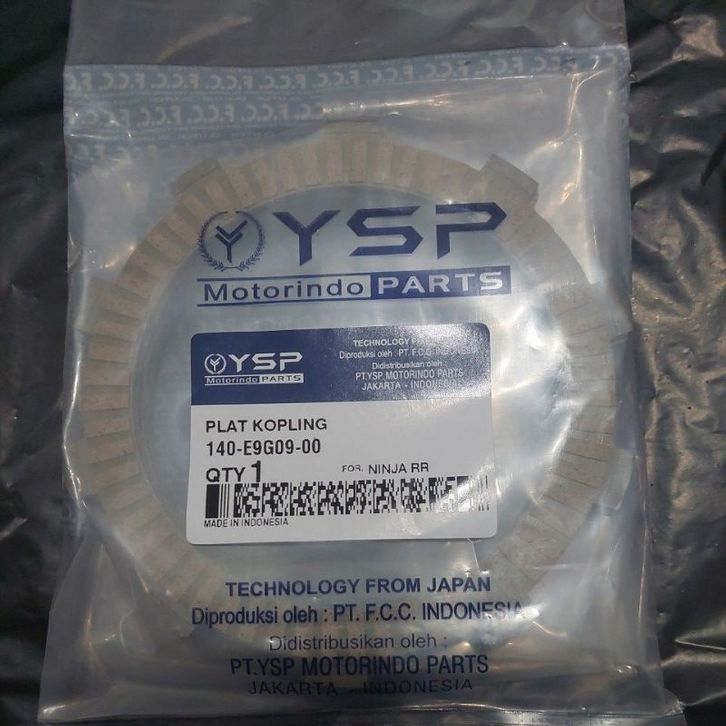 F.C.C. F.C.C. F.C.C. F.C.C. F.C.C.
YSP
Motorindo PARTS
YSP
Motorindo PARTS
TECHNOLOGY FROM JAPAN
Diproduksi oleh : PT. F.C.C. INDONESIA
Didistribusikan oleh :
PT.YSP MOTORINDO PARTS
JAKARTA - INDONESIA
PLAT KOPLING
140-E9G09-00
QTY 1
FOR. NINJA RR
MADE IN INDONESIA
TECHNOLOGY FROM JAPAN
Diproduksi oleh : PT. F.C.C. INDONESIA
Didistribusikan oleh :
PT.YSP MOTORINDO PARTS
JAKARTA - INDONESIA